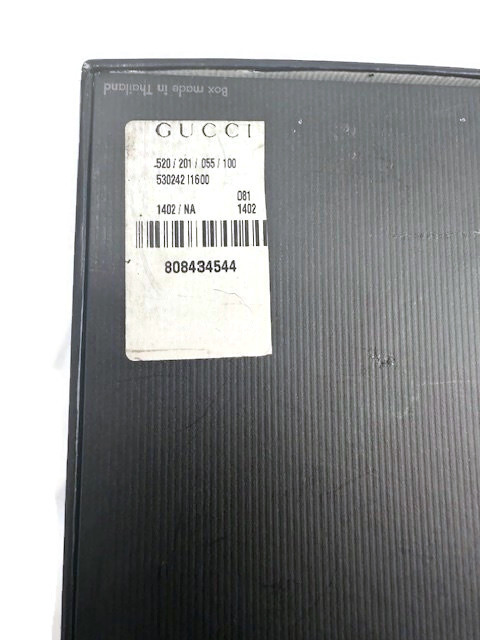 Box made in Thailand
GUCCI
520 / 201 / 055 / 100
530242 I1600
081
1402 / NA 1402
808434544